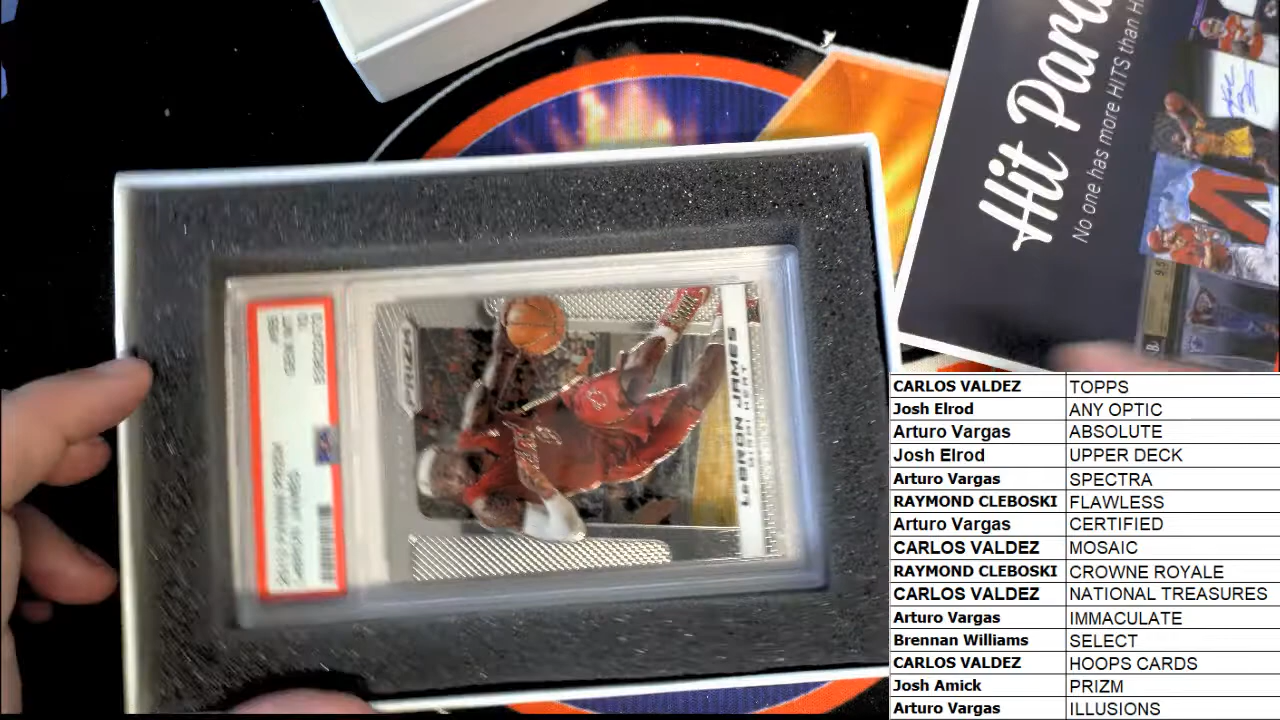 Hit Para
No one has more HITS than H
PRIZM
LeBRON JAMES
MIAMI HEAT
PSA
CARLOS VALDEZ TOPPS
Josh Elrod ANY OPTIC
Arturo Vargas ABSOLUTE
Josh Elrod UPPER DECK
Arturo Vargas SPECTRA
RAYMOND CLEBOSKI FLAWLESS
Arturo Vargas CERTIFIED
CARLOS VALDEZ MOSAIC
RAYMOND CLEBOSKI CROWNE ROYALE
CARLOS VALDEZ NATIONAL TREASURES
Arturo Vargas IMMACULATE
Brennan Williams SELECT
CARLOS VALDEZ HOOPS CARDS
Josh Amick PRIZM
Arturo Vargas ILLUSIONS